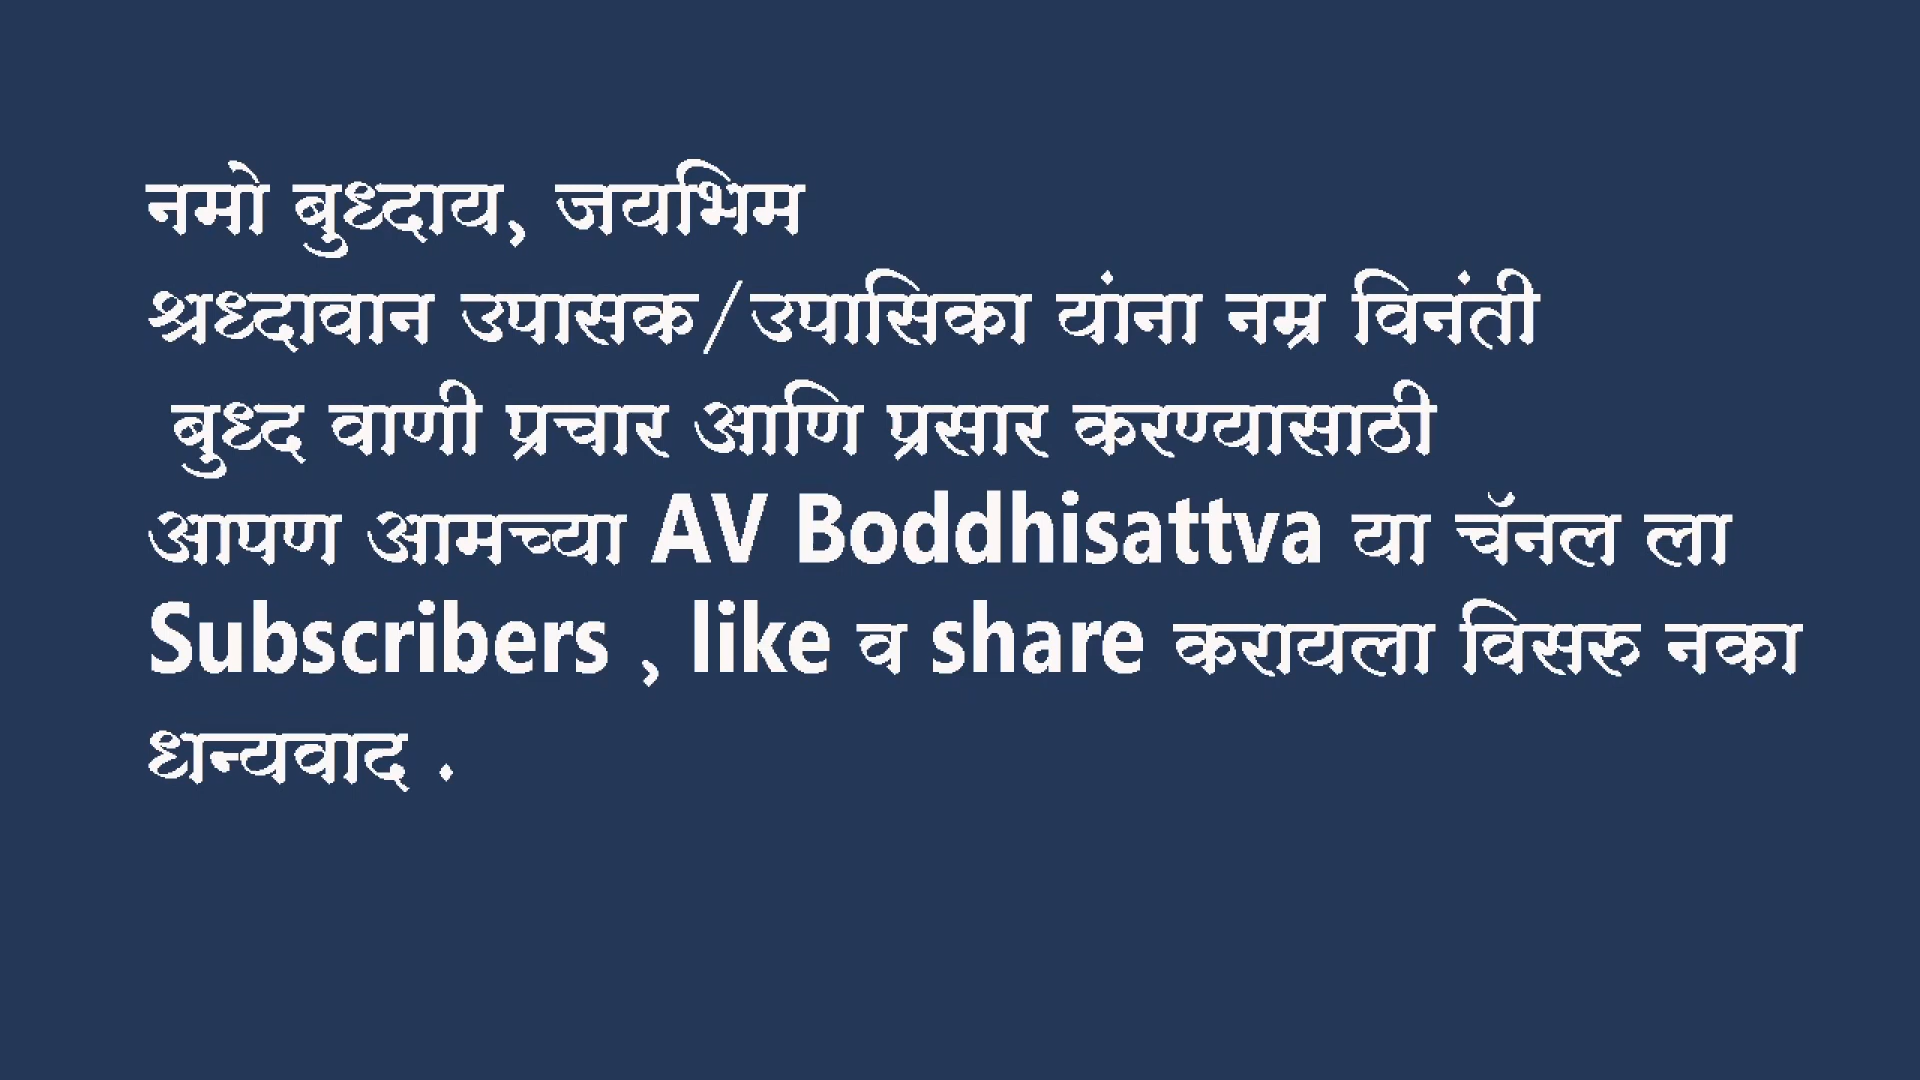 नमो बुध्दाय, जयभिम
श्रध्दावान उपासक/उपासिका यांना नम्र विनंती
बुध्द वाणी प्रचार आणि प्रसार करण्यासाठी
आपण आमच्या AV Boddhisattva या चॅनल ला
Subscribers , like व share करायला विसरु नका
धन्यवाद .